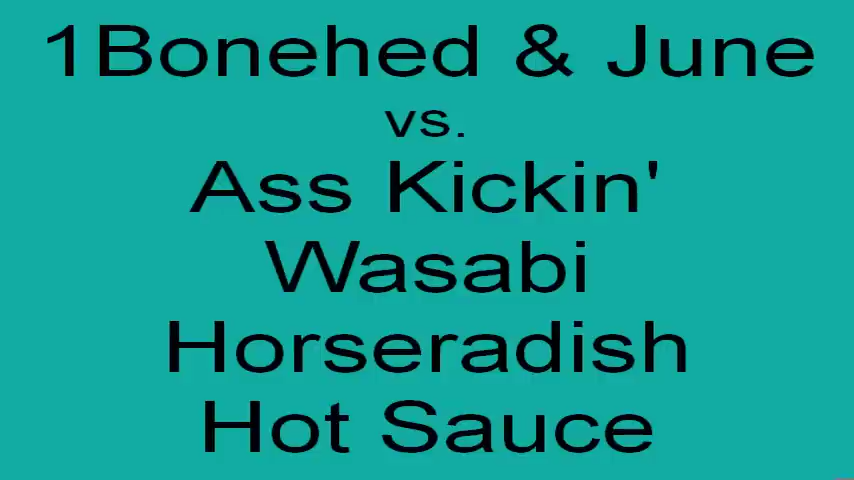 1Bonehed & June
vs.
Ass Kickin'
Wasabi
Horseradish
Hot Sauce